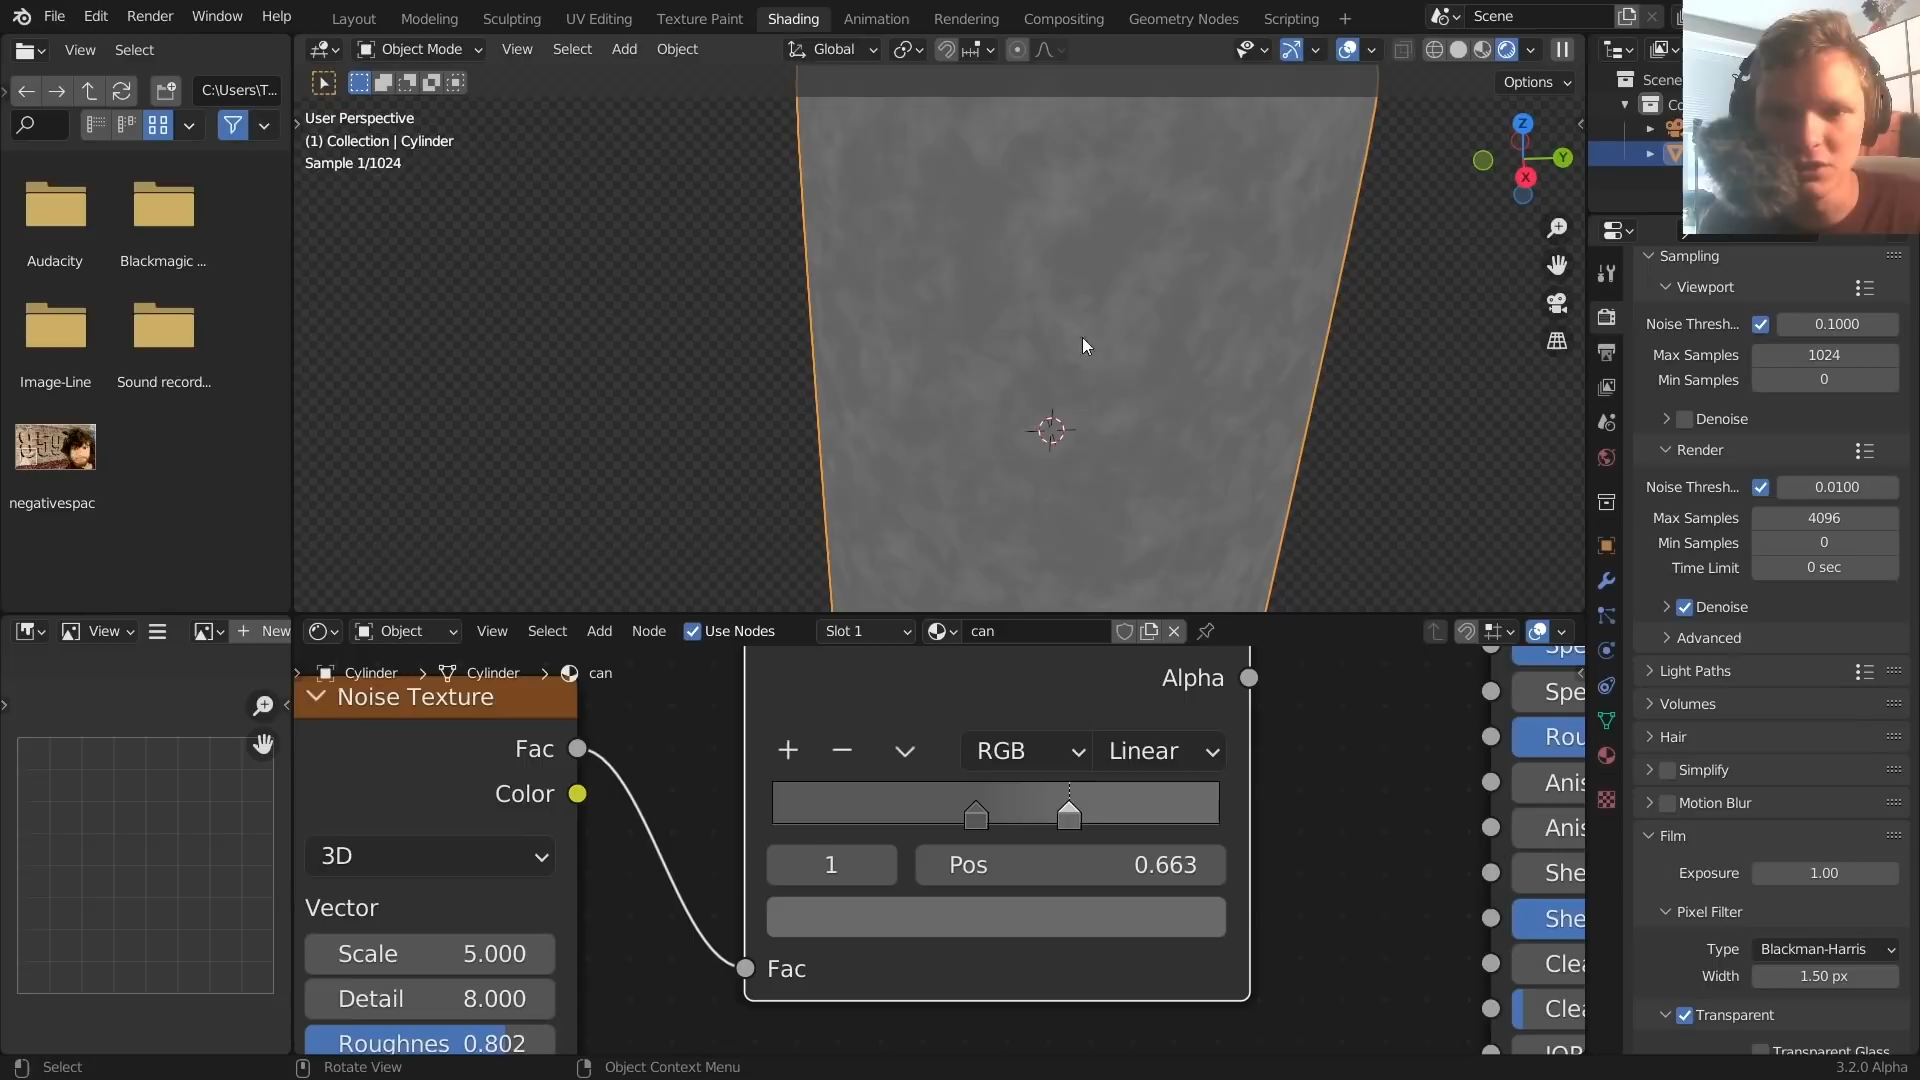 File Edit Render Window Help
Layout Modeling Sculpting UV Editing Texture Paint Shading Animation Rendering Compositing Geometry Nodes Scripting +
Scene
View Select
Object Mode View Select Add Object
Global
C:\Users\T...
Options
User Perspective
(1) Collection | Cylinder
Sample 1/1024
Z
Y
X
Audacity
Blackmagic ...
Image-Line
Sound record...
negativespac
Scene
Co
Sampling
Viewport
Noise Thresh... 0.1000
Max Samples 1024
Min Samples 0
Denoise
Render
Noise Thresh... 0.0100
Max Samples 4096
Min Samples 0
Time Limit 0 sec
Denoise
Advanced
Light Paths
Volumes
Hair
Simplify
Motion Blur
Film
Exposure 1.00
Pixel Filter
Type Blackman-Harris
Width 1.50 px
Transparent
Transparent Glass
View + New
Object View Select Add Node Use Nodes Slot 1 can
Cylinder > Cylinder > can
Noise Texture
Fac
Color
3D
Vector
Scale 5.000
Detail 8.000
Roughnes 0.802
Alpha
+ − RGB Linear
1 Pos 0.663
Fac
Spe
Spe
Rou
Anis
Anis
She
She
Clea
Clea
IOR
Select Rotate View Object Context Menu 3.2.0 Alpha